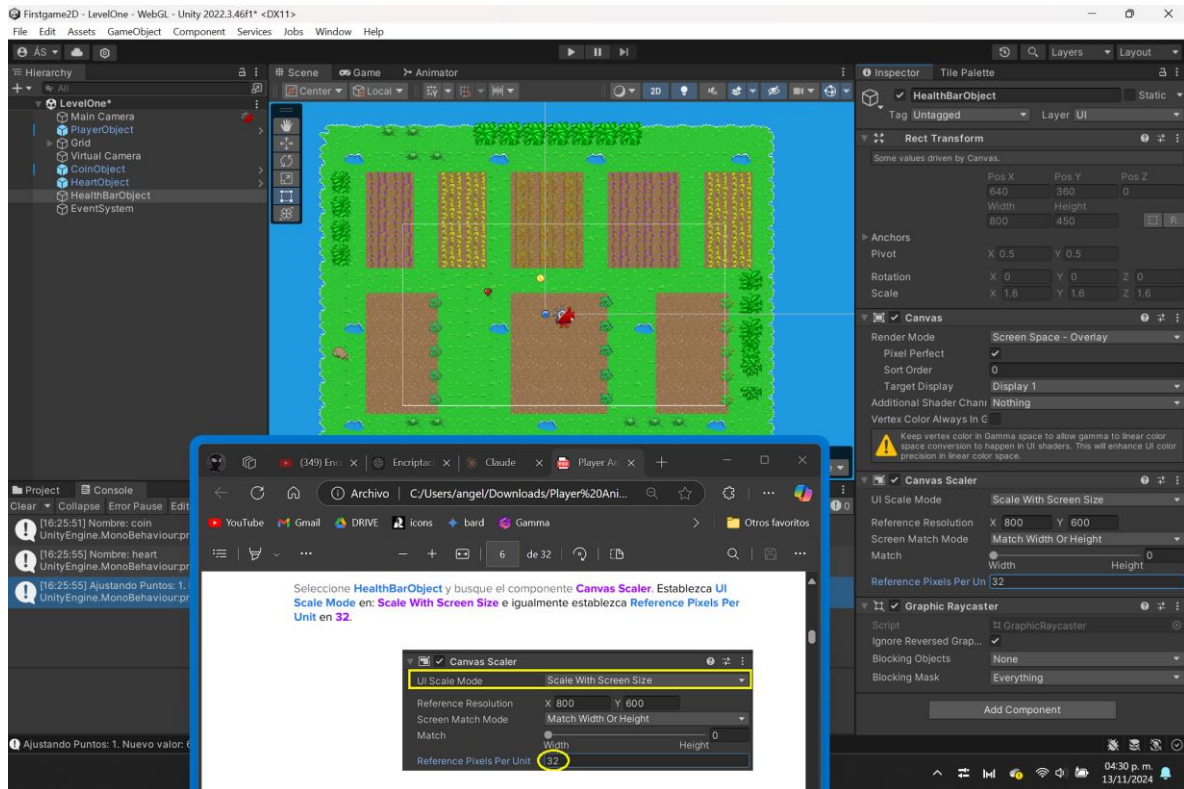 Firstgame2D - LevelOne - WebGL - Unity 2022.3.46f1* <DX11>
File Edit Assets GameObject Component Services Jobs Window Help
ÁS
Layers
Layout
Hierarchy
All
LevelOne*
Main Camera
PlayerObject
Grid
Virtual Camera
CoinObject
HeartObject
HealthBarObject
EventSystem
Scene Game Animator
Center Local 2D
Inspector Tile Palette
HealthBarObject Static
Tag Untagged Layer UI
Rect Transform
Some values driven by Canvas.
Pos X Pos Y Pos Z
640 360 0
Width Height
800 450
R
Anchors
Pivot X 0.5 Y 0.5
Rotation X 0 Y 0 Z 0
Scale X 1.6 Y 1.6 Z 1.6
Canvas
Render Mode Screen Space - Overlay
Pixel Perfect
Sort Order 0
Target Display Display 1
Additional Shader Chann Nothing
Vertex Color Always In G
Keep vertex color in Gamma space to allow gamma to linear color
space conversion to happen in UI shaders. This will enhance UI color
precision in linear color space.
Canvas Scaler
UI Scale Mode Scale With Screen Size
Reference Resolution X 800 Y 600
Screen Match Mode Match Width Or Height
Match 0
Width Height
Reference Pixels Per Un 32
Graphic Raycaster
Script GraphicRaycaster
Ignore Reversed Grap...
Blocking Objects None
Blocking Mask Everything
Add Component
Project Console
Clear Collapse Error Pause Edit
0
[16:25:51] Nombre: coin
UnityEngine.MonoBehaviour:pr
[16:25:55] Nombre: heart
UnityEngine.MonoBehaviour:pr
[16:25:55] Ajustando Puntos: 1.
UnityEngine.MonoBehaviour:pr
Ajustando Puntos: 1. Nuevo valor: 6
(349) Enc Encriptaci Claude Player An
Archivo C:/Users/angel/Downloads/Player%20Ani...
YouTube Gmail DRIVE icons bard Gamma Otros favoritos
6 de 32
Seleccione HealthBarObject y busque el componente Canvas Scaler. Establezca UI
Scale Mode en: Scale With Screen Size e igualmente establezca Reference Pixels Per
Unit en 32.
Canvas Scaler
UI Scale Mode Scale With Screen Size
Reference Resolution X 800 Y 600
Screen Match Mode Match Width Or Height
Match 0
Width Height
Reference Pixels Per Unit 32
04:30 p. m.
13/11/2024